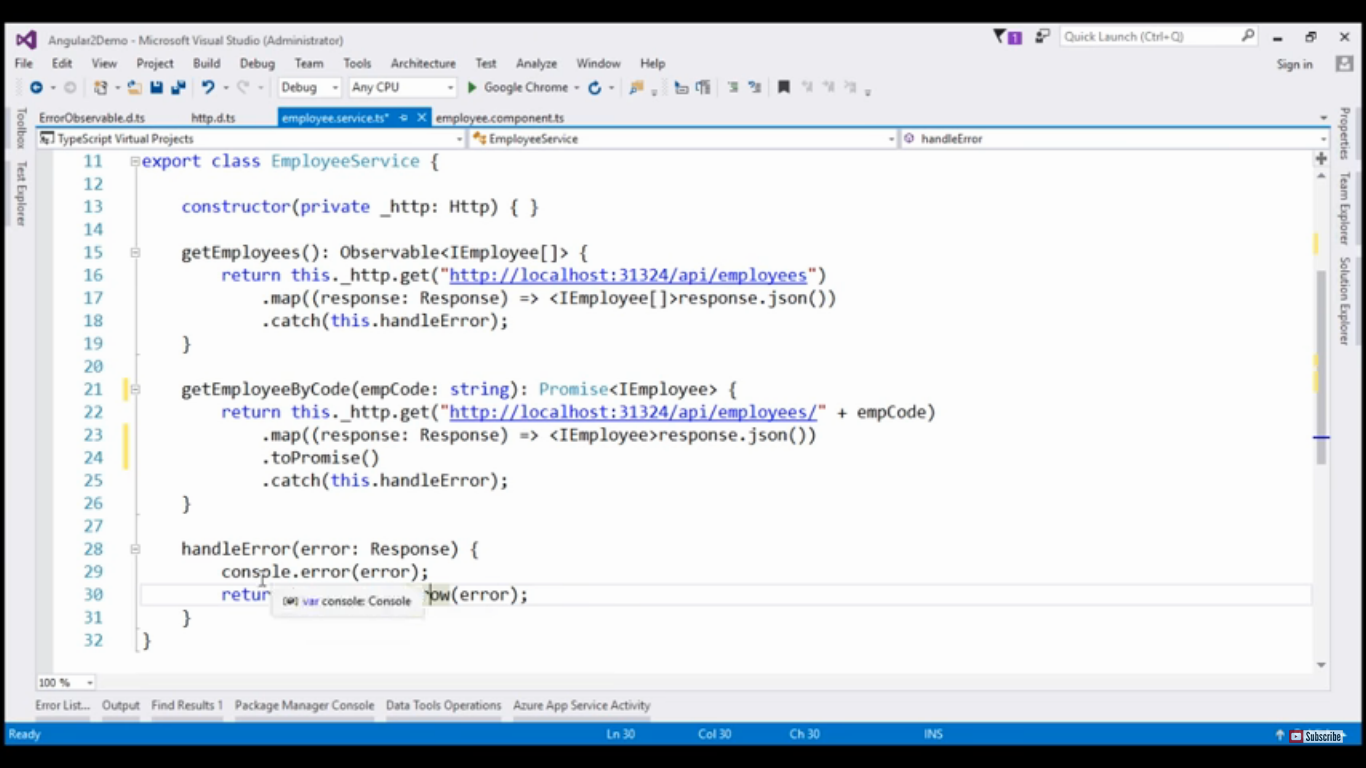 Angular2Demo - Microsoft Visual Studio (Administrator)
1
Quick Launch (Ctrl+Q)
File Edit View Project Build Debug Team Tools Architecture Test Analyze Window Help
Sign in
Debug Any CPU Google Chrome
Toolbox
Test Explorer
ErrorObservable.d.ts http.d.ts employee.service.ts* employee.component.ts
TypeScript Virtual Projects EmployeeService handleError
11 export class EmployeeService {
12
13 constructor(private _http: Http) { }
14
15 getEmployees(): Observable<IEmployee[]> {
16 return this._http.get("http://localhost:31324/api/employees")
17 .map((response: Response) => <IEmployee[]>response.json())
18 .catch(this.handleError);
19 }
20
21 getEmployeeByCode(empCode: string): Promise<IEmployee> {
22 return this._http.get("http://localhost:31324/api/employees/" + empCode)
23 .map((response: Response) => <IEmployee>response.json())
24 .toPromise()
25 .catch(this.handleError);
26 }
27
28 handleError(error: Response) {
29 console.error(error);
30 retur row(error);
var console: Console
31 }
32 }
Properties
Team Explorer
Solution Explorer
100 %
Error List... Output Find Results 1 Package Manager Console Data Tools Operations Azure App Service Activity
Ready Ln 30 Col 30 Ch 30 INS
Subscribe